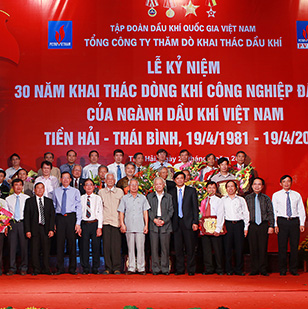 TẬP ĐOÀN DẦU KHÍ QUỐC GIA VIỆT NAM
TỔNG CÔNG TY THĂM DÒ KHAI THÁC DẦU KHÍ
PETROVIETNAM
LỄ KỶ NIỆM
30 NĂM KHAI THÁC DÒNG KHÍ CÔNG NGHIỆP ĐẦ
CỦA NGÀNH DẦU KHÍ VIỆT NAM
TIỀN HẢI - THÁI BÌNH, 19/4/1981 - 19/4/20